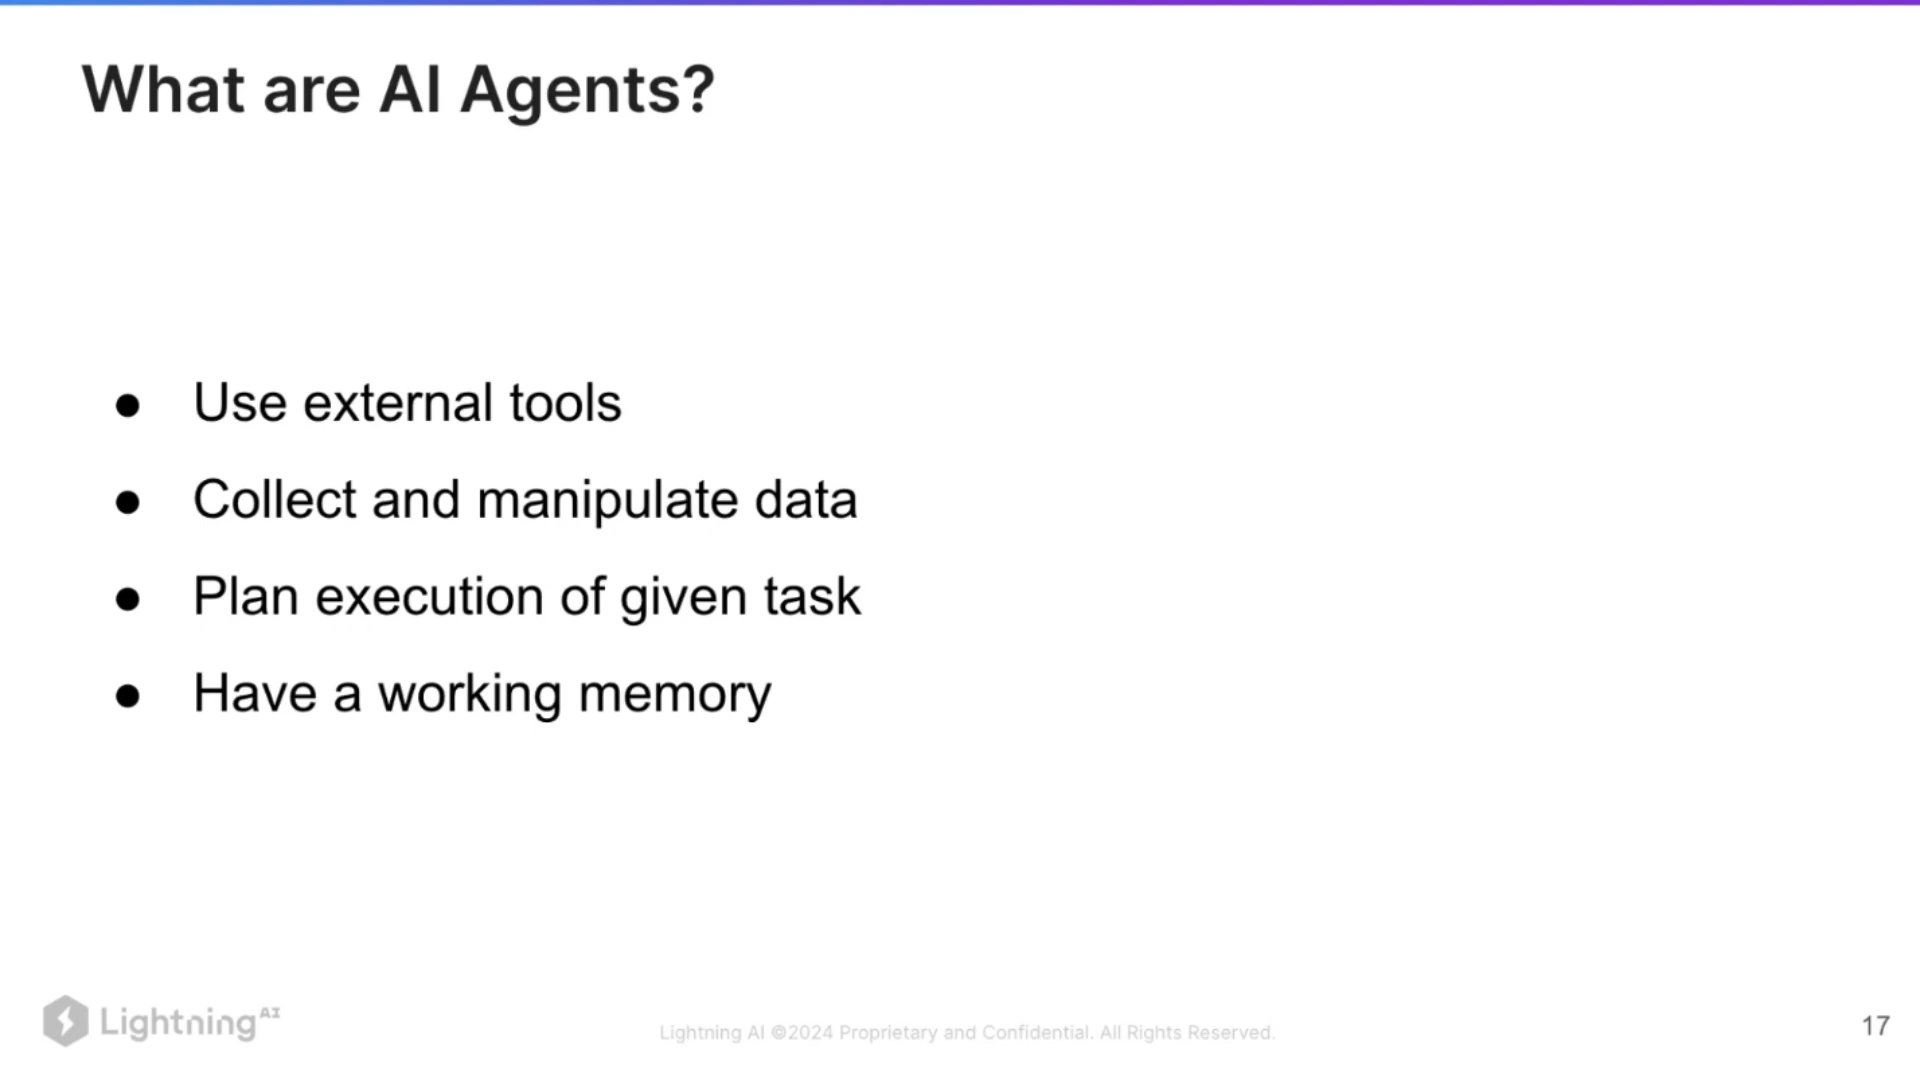 What are AI Agents?
● Use external tools
● Collect and manipulate data
● Plan execution of given task
● Have a working memory
Lightning AI
Lightning AI ©2024 Proprietary and Confidential. All Rights Reserved.
17